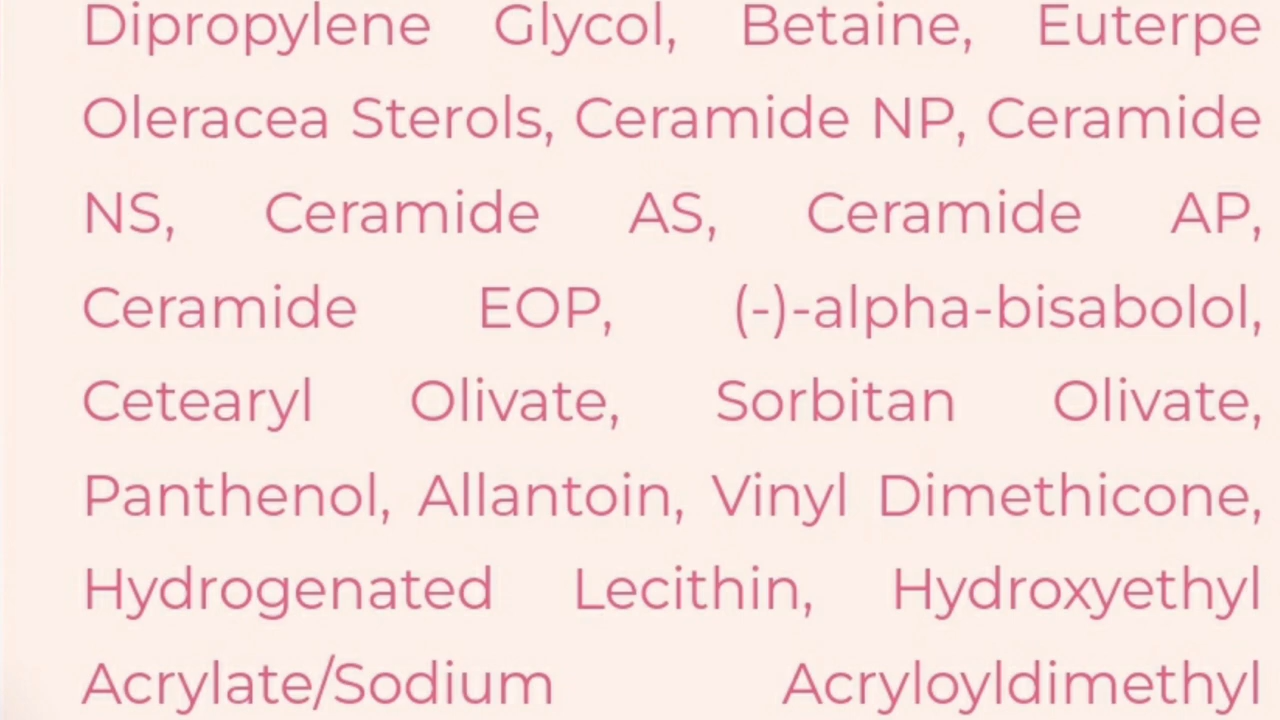 Dipropylene Glycol, Betaine, Euterpe
Oleracea Sterols, Ceramide NP, Ceramide
NS, Ceramide AS, Ceramide AP,
Ceramide EOP, (-)-alpha-bisabolol,
Cetearyl Olivate, Sorbitan Olivate,
Panthenol, Allantoin, Vinyl Dimethicone,
Hydrogenated Lecithin, Hydroxyethyl
Acrylate/Sodium Acryloyldimethyl